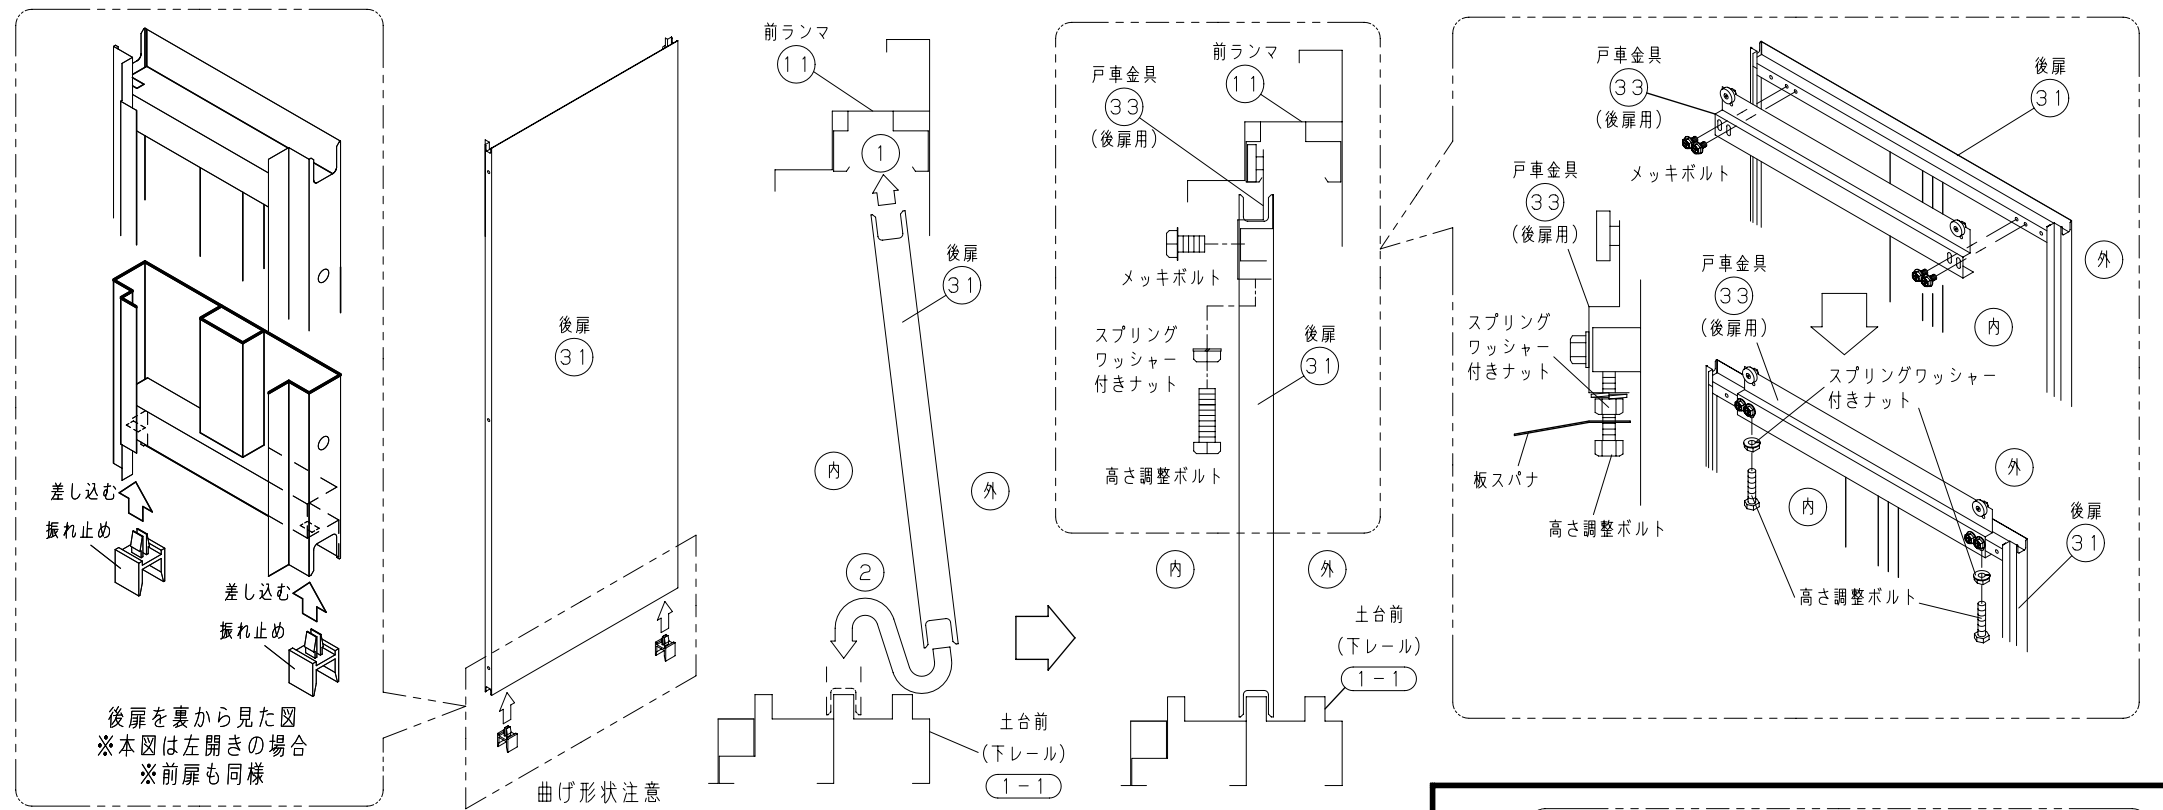 差し込む
振れ止め
差し込む
振れ止め
後扉を裏から見た図
※本図は左開きの場合
※前扉も同様
後扉
31
曲げ形状注意
前ランマ
11
1
後扉
31
内
外
2
土台前
(下レール)
1-1
戸車金具
33
(後扉用)
前ランマ
11
メッキボルト
スプリング
ワッシャー
付きナット
後扉
31
高さ調整ボルト
内
外
土台前
(下レール)
1-1
戸車金具
33
(後扉用)
後扉
31
メッキボルト
外
内
戸車金具
33
(後扉用)
スプリング
ワッシャー
付きナット
板スパナ
高さ調整ボルト
戸車金具
33
(後扉用)
スプリングワッシャー
付きナット
外
内
後扉
31
高さ調整ボルト